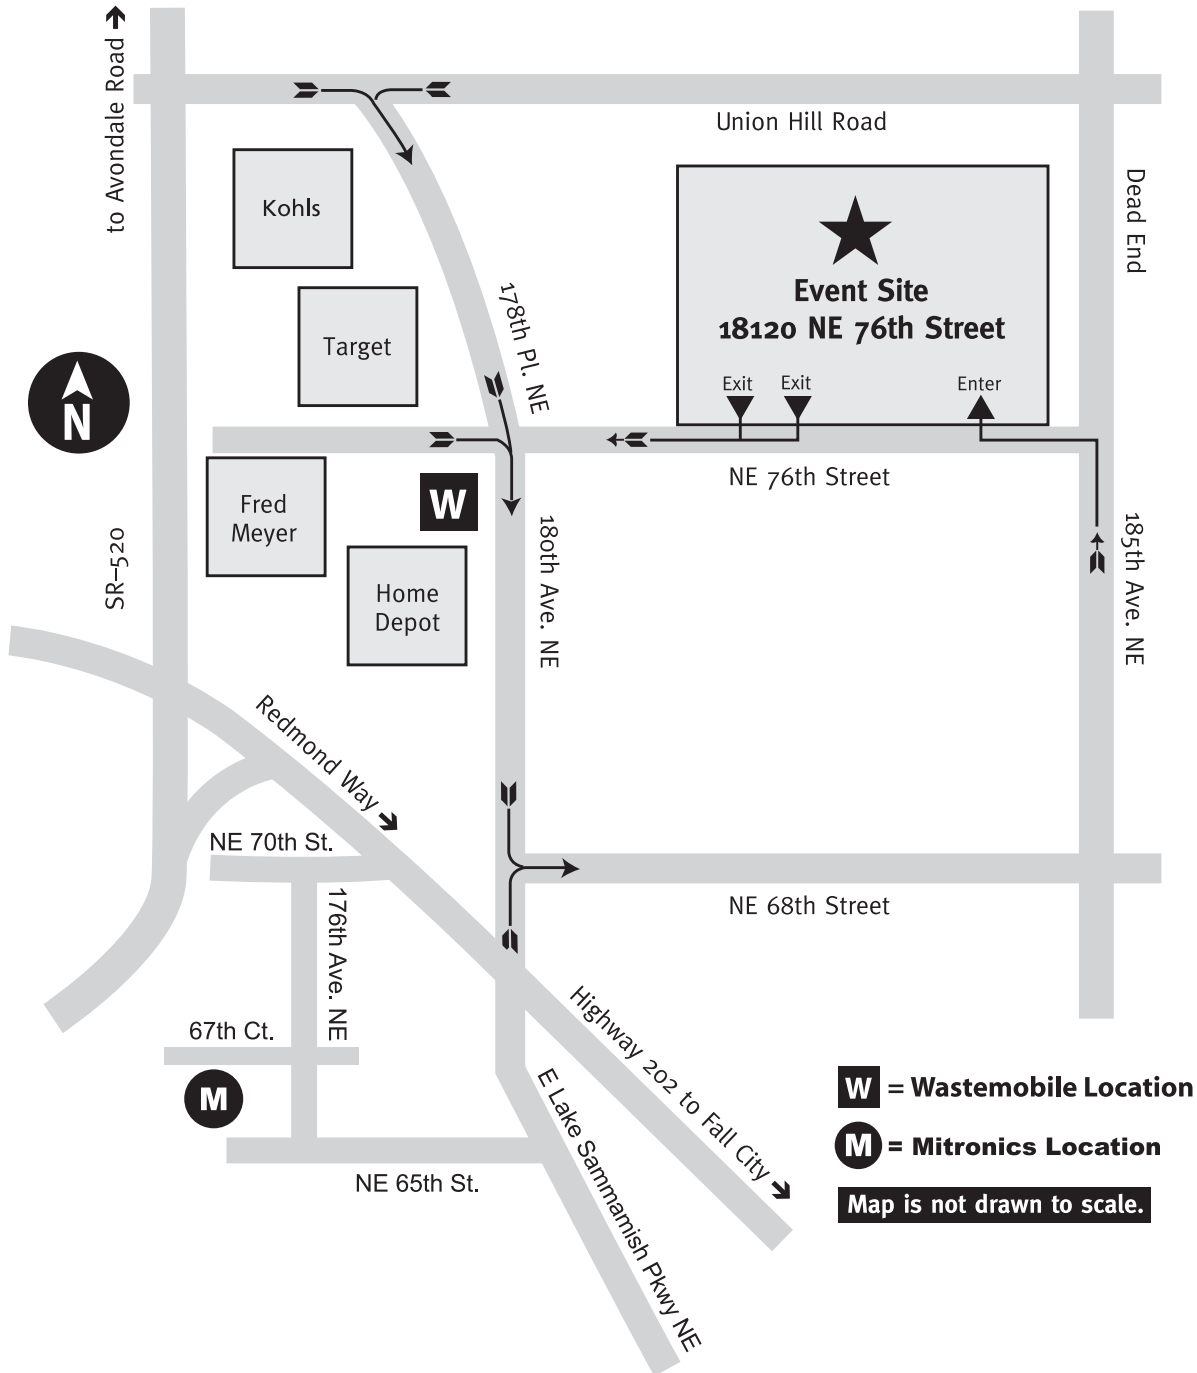 to Avondale Road
Union Hill Road
Kohls
Dead End
Event Site
18120 NE 76th Street
178th Pl. NE
Target
Exit
Exit
Enter
N
NE 76th Street
Fred
Meyer
W
SR–520
180th Ave. NE
185th Ave. NE
Home
Depot
Redmond Way
NE 70th St.
176th Ave. NE
NE 68th Street
67th Ct.
M
Highway 202 to Fall City
E Lake Sammamish Pkwy NE
NE 65th St.
W = Wastemobile Location
M = Mitronics Location
Map is not drawn to scale.